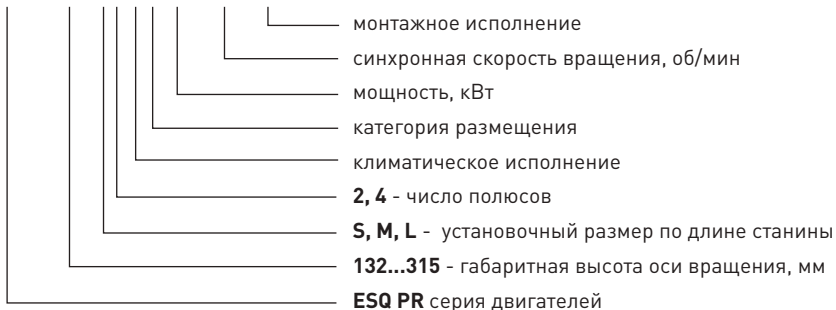 монтажное исполнение
синхронная скорость вращения, об/мин
мощность, кВт
категория размещения
климатическое исполнение
2, 4 - число полюсов
S, M, L - установочный размер по длине станины
132...315 - габаритная высота оси вращения, мм
ESQ PR серия двигателей